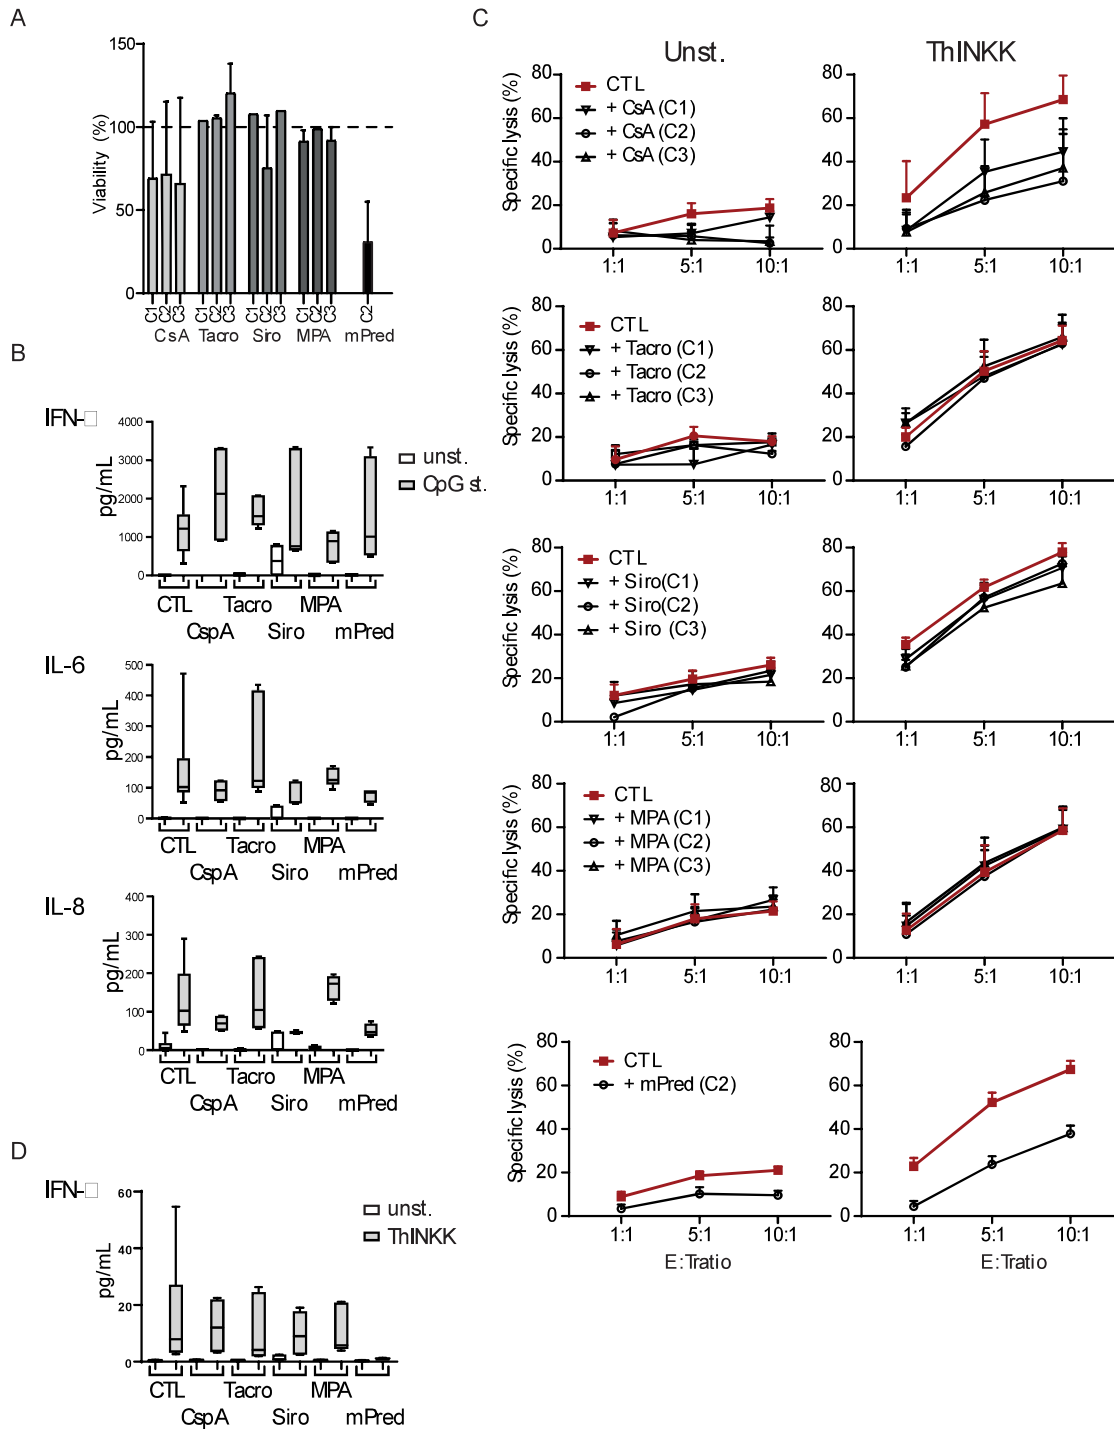 A
C
150
100
50
0
Viability (%)
C1 C2 C3 C1 C2 C3 C1 C2 C3 C1 C2 C3 C2
CsA Tacro Siro MPA mPred
B
IFN-□
4000
3000
2000
1000
0
pg/mL
unst.
CpG st.
CTL Tacro MPA
CspA Siro mPred
IL-6
500
400
300
200
100
0
pg/mL
CTL Tacro MPA
CspA Siro mPred
IL-8
400
300
200
100
0
pg/mL
CTL Tacro MPA
CspA Siro mPred
D
IFN-□
60
40
20
0
pg/mL
unst.
ThINKK
CTL Tacro MPA
CspA Siro mPred
Unst. ThINKK
Specific lysis (%)
80
60
40
20
0
CTL
+ CsA (C1)
+ CsA (C2)
+ CsA (C3)
1:1 5:1 10:1
80
60
40
20
0
1:1 5:1 10:1
Specific lysis (%)
80
60
40
20
0
CTL
+ Tacro (C1)
+ Tacro (C2
+ Tacro (C3)
1:1 5:1 10:1
80
60
40
20
0
1:1 5:1 10:1
Specific lysis (%)
80
60
40
20
0
CTL
+ Siro(C1)
+ Siro(C2)
+ Siro (C3)
1:1 5:1 10:1
80
60
40
20
0
1:1 5:1 10:1
Specific lysis (%)
80
60
40
20
0
CTL
+ MPA (C1)
+ MPA (C2)
+ MPA (C3)
1:1 5:1 10:1
80
60
40
20
0
1:1 5:1 10:1
Specific lysis (%)
80
60
40
20
0
CTL
+ mPred (C2)
1:1 5:1 10:1
E:Tratio
80
60
40
20
0
1:1 5:1 10:1
E:Tratio